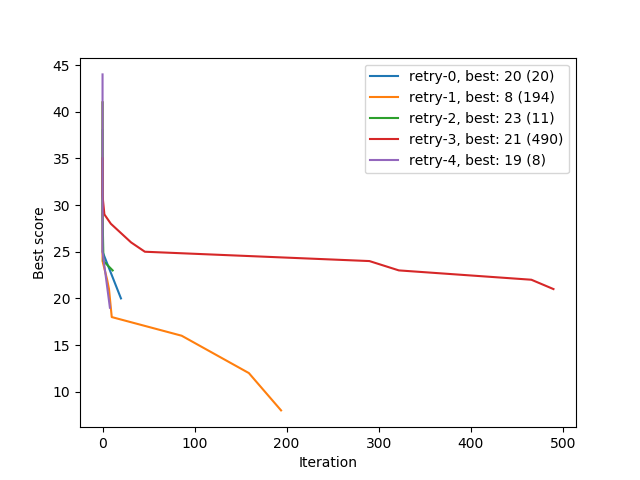 45
40
35
30
25
20
15
10
Best score
0
100
200
300
400
500
Iteration
retry-0, best: 20 (20)
retry-1, best: 8 (194)
retry-2, best: 23 (11)
retry-3, best: 21 (490)
retry-4, best: 19 (8)